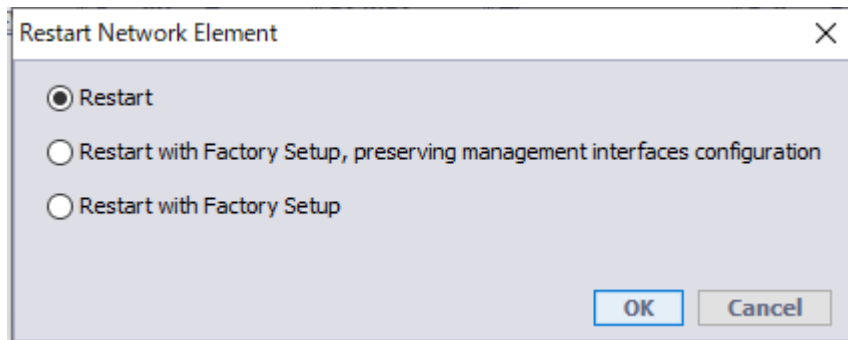 Restart Network Element
Restart
Restart with Factory Setup, preserving management interfaces configuration
Restart with Factory Setup
OK
Cancel